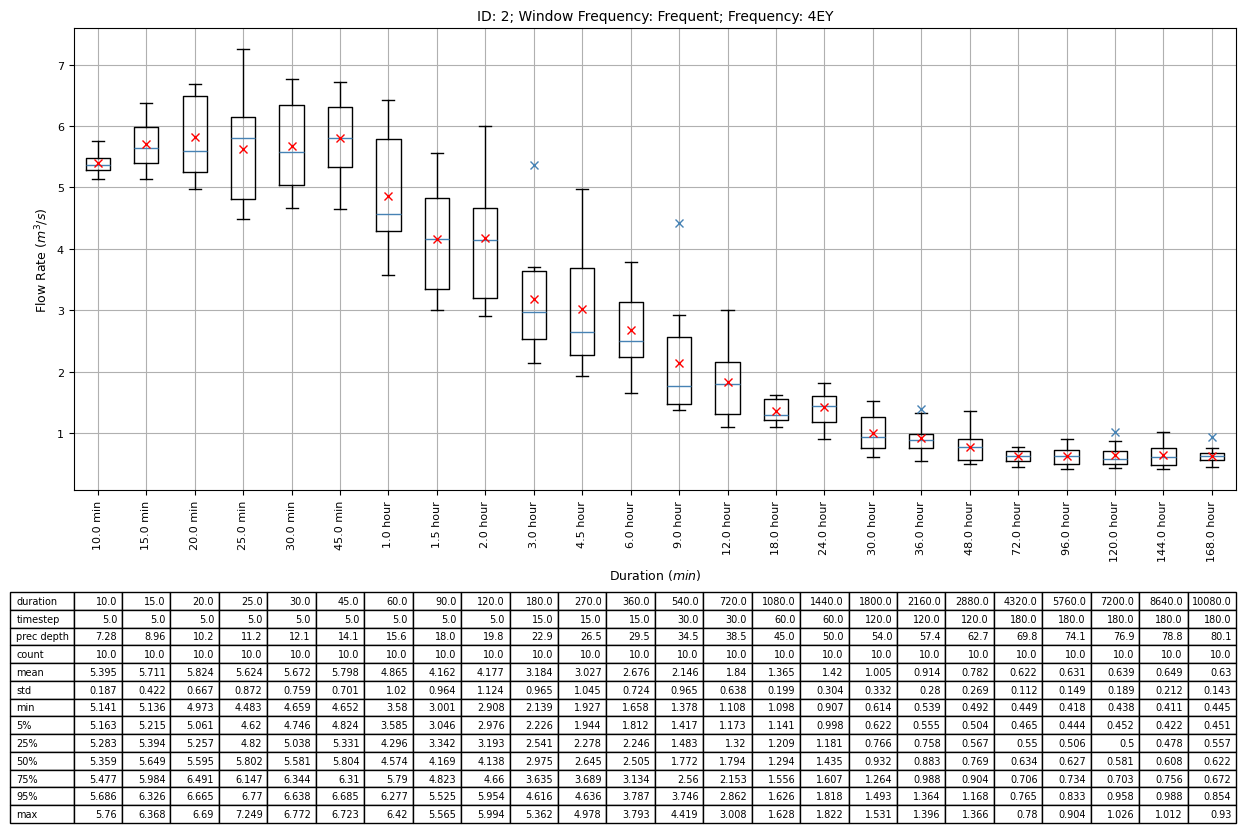 ID: 2; Window Frequency: Frequent; Frequency: 4EY
7
6
5
4
3
2
1
Flow Rate (m³/s)
10.0 min 15.0 min 20.0 min 25.0 min 30.0 min 45.0 min 1.0 hour 1.5 hour 2.0 hour 3.0 hour 4.5 hour 6.0 hour 9.0 hour 12.0 hour 18.0 hour 24.0 hour 30.0 hour 36.0 hour 48.0 hour 72.0 hour 96.0 hour 120.0 hour 144.0 hour 168.0 hour
Duration (min)
duration 10.0 15.0 20.0 25.0 30.0 45.0 60.0 90.0 120.0 180.0 270.0 360.0 540.0 720.0 1080.0 1440.0 1800.0 2160.0 2880.0 4320.0 5760.0 7200.0 8640.0 10080.0
timestep 5.0 5.0 5.0 5.0 5.0 5.0 5.0 5.0 5.0 15.0 15.0 15.0 30.0 30.0 60.0 60.0 120.0 120.0 120.0 180.0 180.0 180.0 180.0 180.0
prec depth 7.28 8.96 10.2 11.2 12.1 14.1 15.6 18.0 19.8 22.9 26.5 29.5 34.5 38.5 45.0 50.0 54.0 57.4 62.7 69.8 74.1 76.9 78.8 80.1
count 10.0 10.0 10.0 10.0 10.0 10.0 10.0 10.0 10.0 10.0 10.0 10.0 10.0 10.0 10.0 10.0 10.0 10.0 10.0 10.0 10.0 10.0 10.0 10.0
mean 5.395 5.711 5.824 5.624 5.672 5.798 4.865 4.162 4.177 3.184 3.027 2.676 2.146 1.84 1.365 1.42 1.005 0.914 0.782 0.622 0.631 0.639 0.649 0.63
std 0.187 0.422 0.667 0.872 0.759 0.701 1.02 0.964 1.124 0.965 1.045 0.724 0.965 0.638 0.199 0.304 0.332 0.28 0.269 0.112 0.149 0.189 0.212 0.143
min 5.141 5.136 4.973 4.483 4.659 4.652 3.58 3.001 2.908 2.139 1.927 1.658 1.378 1.108 1.098 0.907 0.614 0.539 0.492 0.449 0.418 0.438 0.411 0.445
5% 5.163 5.215 5.061 4.62 4.746 4.824 3.585 3.046 2.976 2.226 1.944 1.812 1.417 1.173 1.141 0.998 0.622 0.555 0.504 0.465 0.444 0.452 0.422 0.451
25% 5.283 5.394 5.257 4.82 5.038 5.331 4.296 3.342 3.193 2.541 2.278 2.246 1.483 1.32 1.209 1.181 0.766 0.758 0.567 0.55 0.506 0.5 0.478 0.557
50% 5.359 5.649 5.595 5.802 5.581 5.804 4.574 4.169 4.138 2.975 2.645 2.505 1.772 1.794 1.294 1.435 0.932 0.883 0.769 0.634 0.627 0.581 0.608 0.622
75% 5.477 5.984 6.491 6.147 6.344 6.31 5.79 4.823 4.66 3.635 3.689 3.134 2.56 2.153 1.556 1.607 1.264 0.988 0.904 0.706 0.734 0.703 0.756 0.672
95% 5.686 6.326 6.665 6.77 6.638 6.685 6.277 5.525 5.954 4.616 4.636 3.787 3.746 2.862 1.626 1.818 1.493 1.364 1.168 0.765 0.833 0.958 0.988 0.854
max 5.76 6.368 6.69 7.249 6.772 6.723 6.42 5.565 5.994 5.362 4.978 3.793 4.419 3.008 1.628 1.822 1.531 1.396 1.366 0.78 0.904 1.026 1.012 0.93